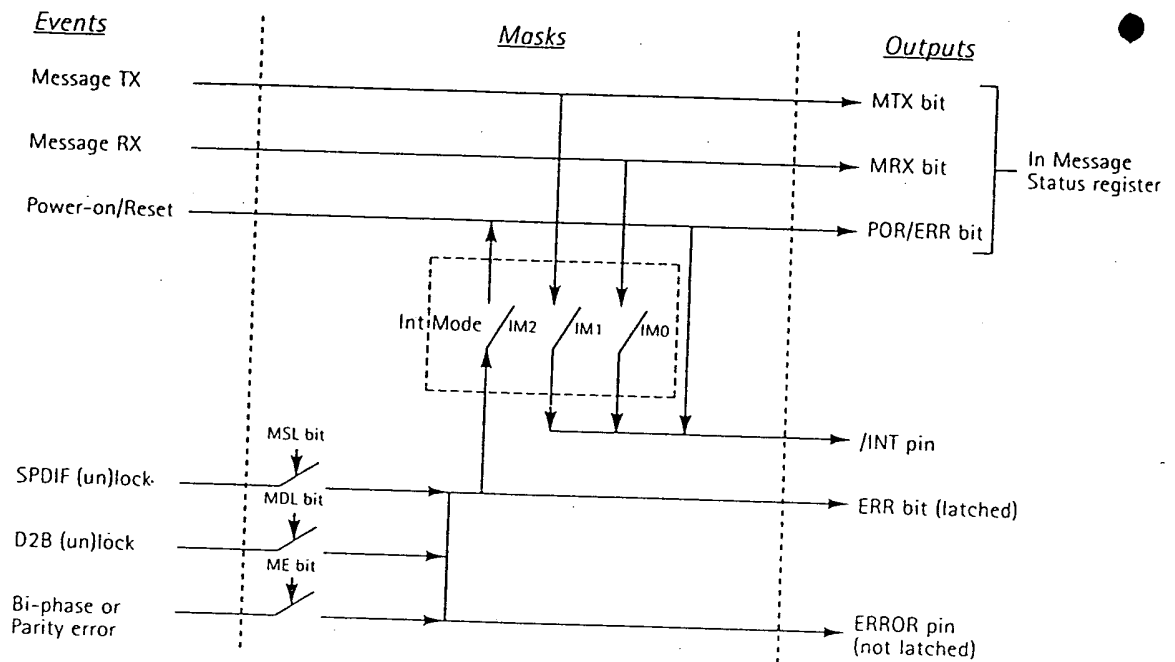 Events
Masks
Outputs
Message TX
MTX bit
Message RX
MRX bit
In Message
Status register
Power-on/Reset
POR/ERR bit
Int Mode
IM2
IM1
IM0
/INT pin
MSL bit
SPDIF (un)lock
ERR bit (latched)
MDL bit
D2B (un)lock
ME bit
Bi-phase or
Parity error
ERROR pin
(not latched)